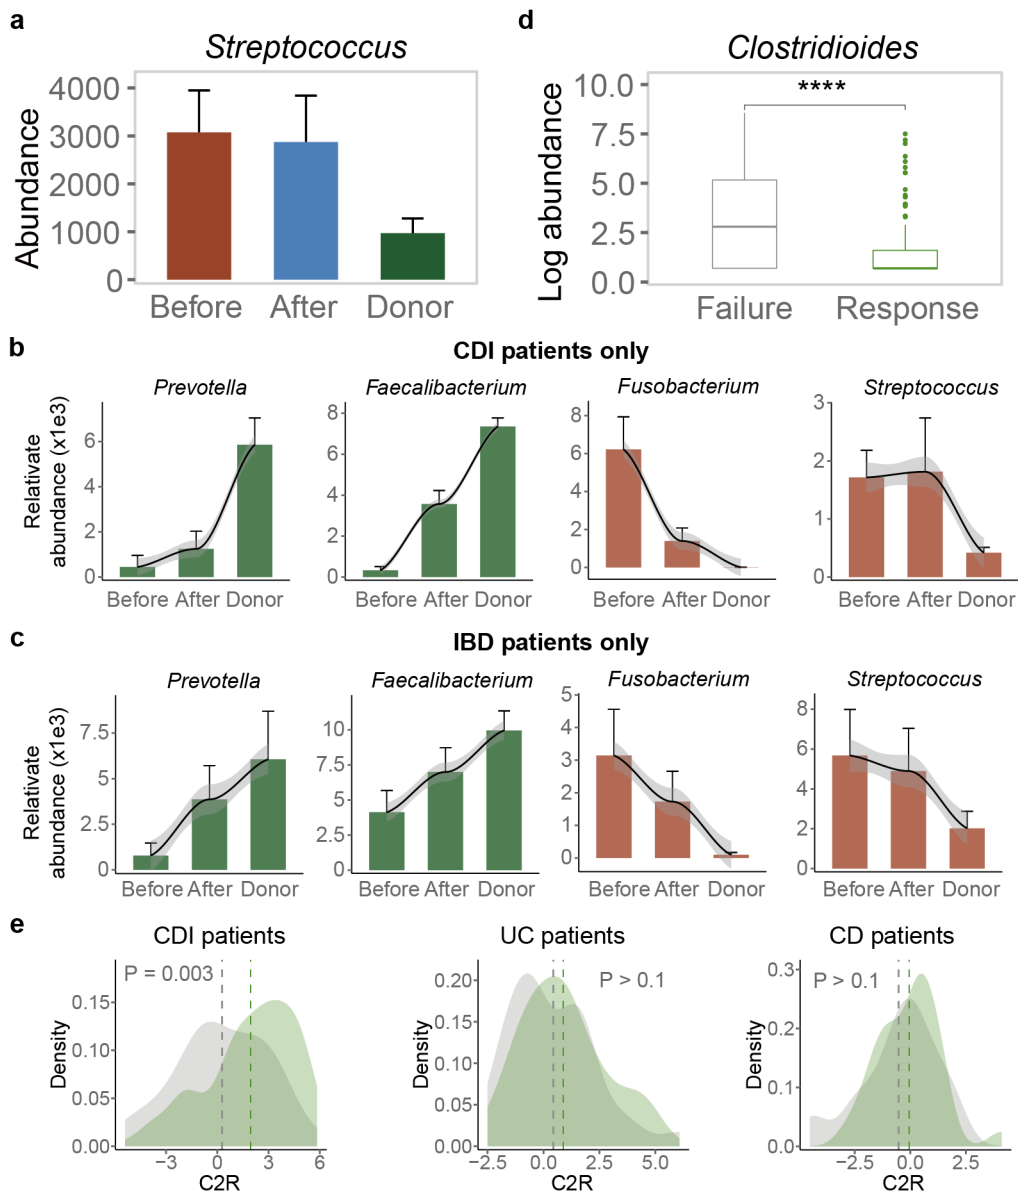 a
Streptococcus
Abundance
4000
3000
2000
1000
0
Before After Donor
d
Clostridioides
Log abundance
10.0
7.5
5.0
2.5
0.0
****
Failure Response
b
CDI patients only
Relativate
abundance (x1e3)
Prevotella
6
4
2
0
Before After Donor
Faecalibacterium
8
6
4
2
0
Before After Donor
Fusobacterium
8
6
4
2
0
Before After Donor
Streptococcus
3
2
1
0
Before After Donor
c
IBD patients only
Relativate
abundance (x1e3)
Prevotella
7.5
5
2.5
0
Before After Donor
Faecalibacterium
10
7.5
5
2.5
0
Before After Donor
Fusobacterium
5
4
3
2
1
0
Before After Donor
Streptococcus
8
6
4
2
0
Before After Donor
e
CDI patients
P = 0.003
Density
0.15
0.10
0.05
0.00
−3 0 3 6
C2R
UC patients
P > 0.1
Density
0.20
0.15
0.10
0.05
0.00
−2.5 0.0 2.5 5.0
C2R
CD patients
P > 0.1
Density
0.3
0.2
0.1
0.0
−2.5 0.0 2.5
C2R